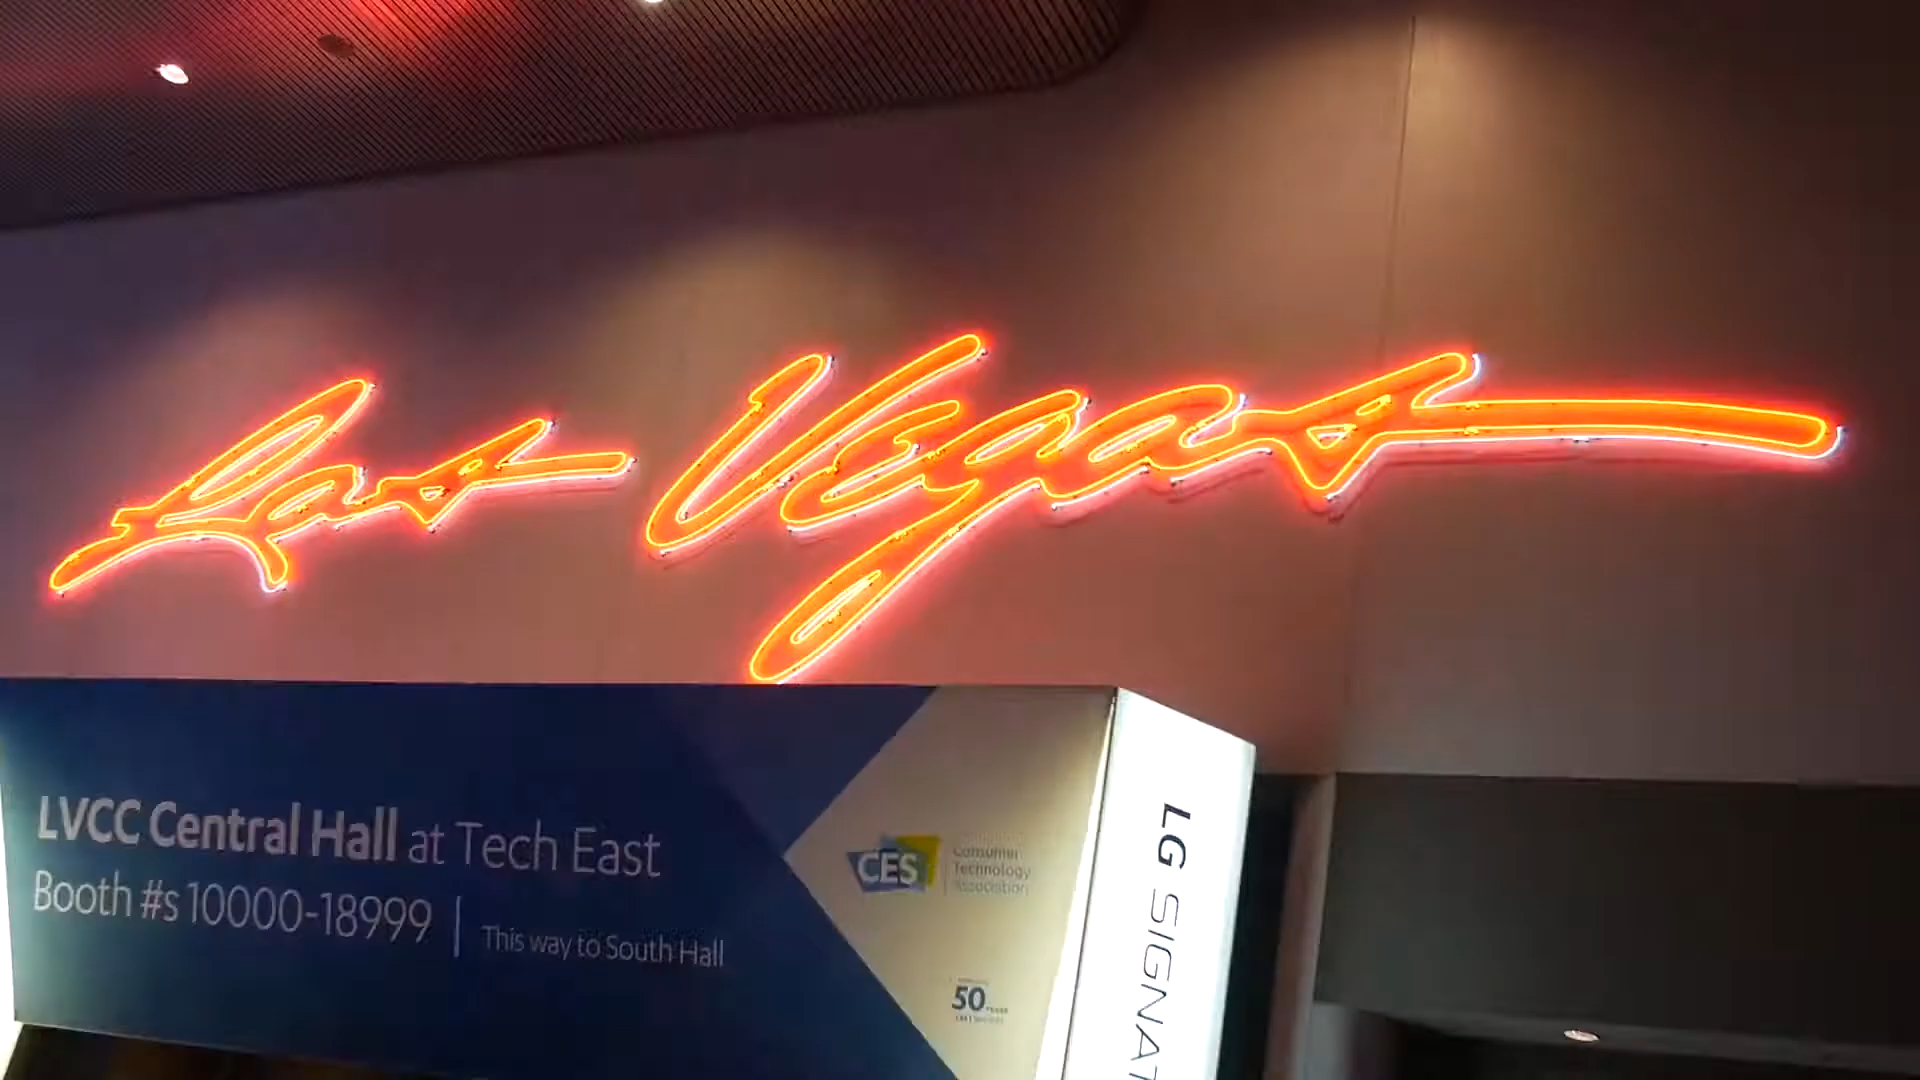 Las Vegas
LVCC Central Hall at Tech East
Booth #s 10000-18999 | This way to South Hall
CES
Consumer
Technology
Association
50
YEARS
LG SIGNAT